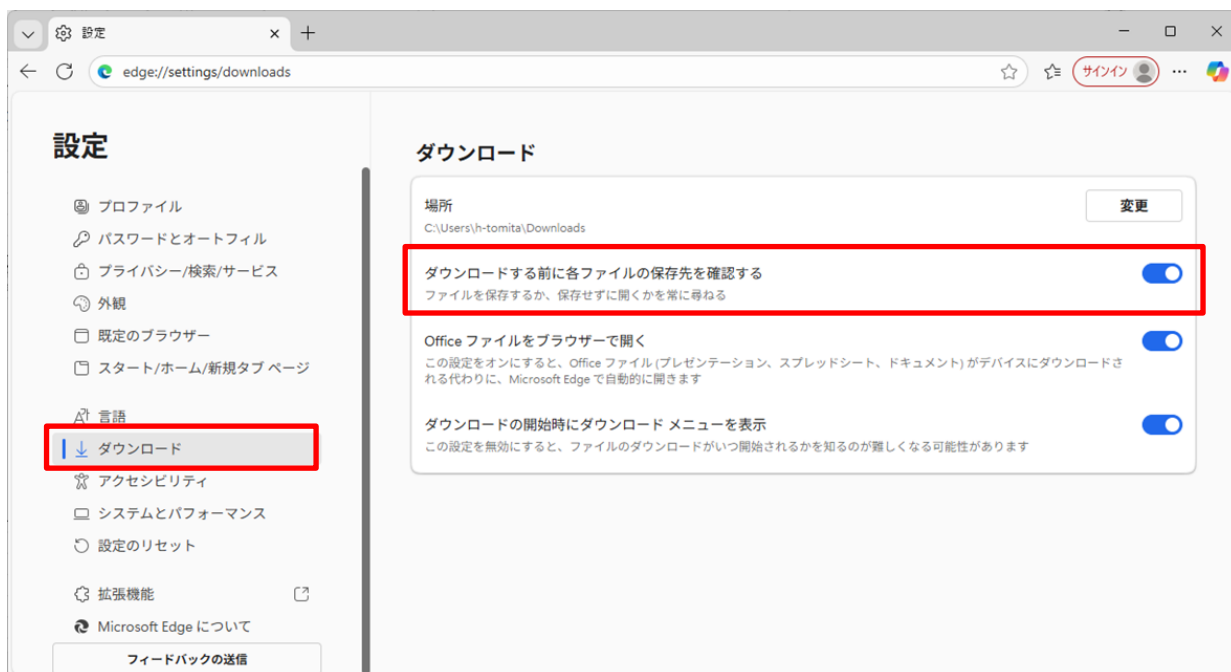 設定
edge://settings/downloads
サインイン
設定
プロファイル
パスワードとオートフィル
プライバシー/検索/サービス
外観
既定のブラウザー
スタート/ホーム/新規タブ ページ
言語
ダウンロード
アクセシビリティ
システムとパフォーマンス
設定のリセット
拡張機能
Microsoft Edge について
フィードバックの送信
ダウンロード
場所
変更
C:\Users\h-tomita\Downloads
ダウンロードする前に各ファイルの保存先を確認する
ファイルを保存するか、保存せずに開くかを常に尋ねる
Office ファイルをブラウザーで開く
この設定をオンにすると、Office ファイル (プレゼンテーション、スプレッドシート、ドキュメント) がデバイスにダウンロードさ
れる代わりに、Microsoft Edge で自動的に開きます
ダウンロードの開始時にダウンロード メニューを表示
この設定を無効にすると、ファイルのダウンロードがいつ開始されるかを知るのが難しくなる可能性があります